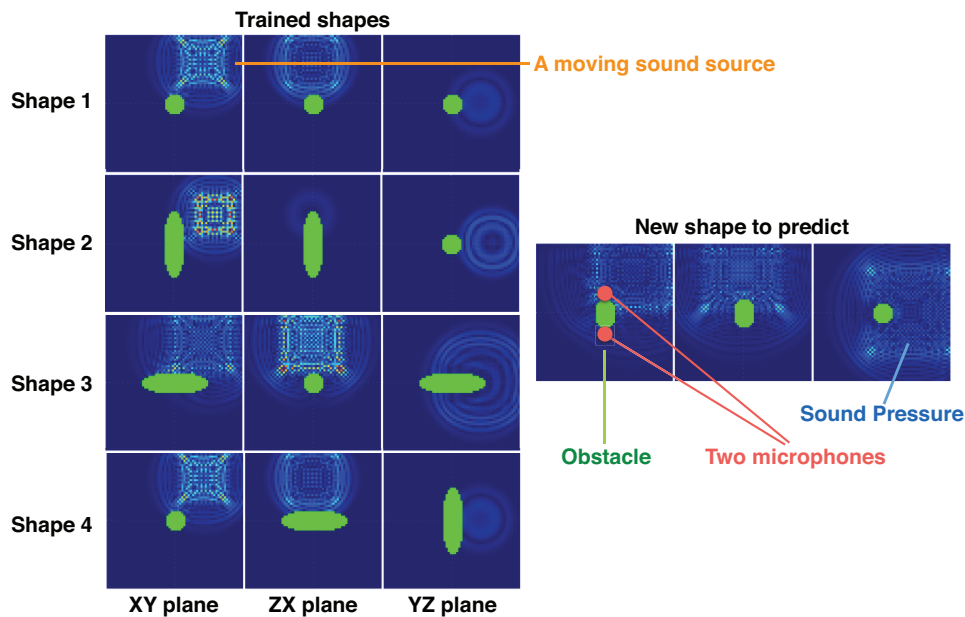 Trained shapes
A moving sound source
Shape 1
Shape 2
New shape to predict
Shape 3
Sound Pressure
Obstacle
Two microphones
Shape 4
XY plane
ZX plane
YZ plane